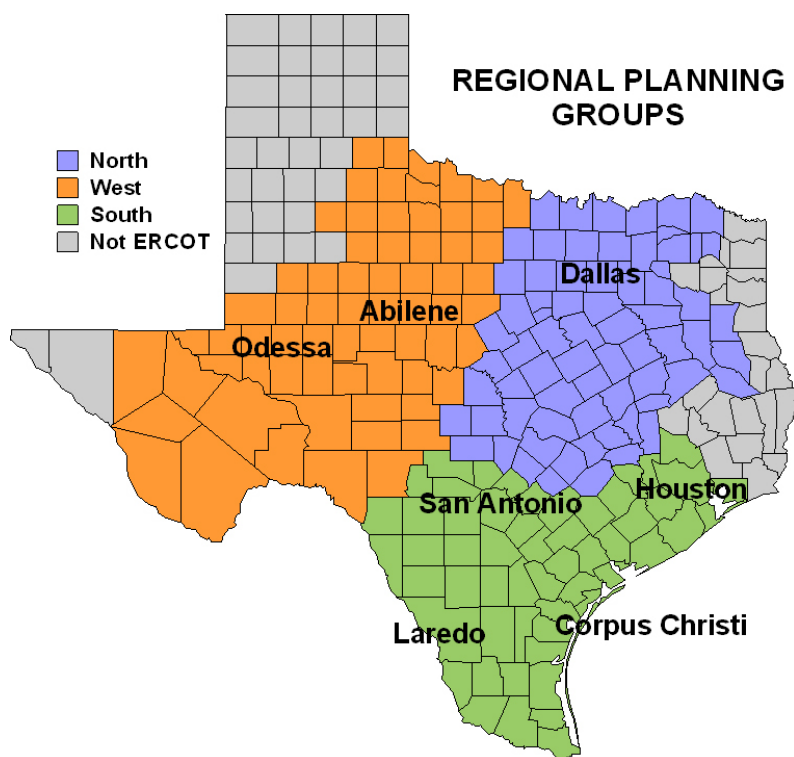 REGIONAL PLANNING
GROUPS
North
West
South
Not ERCOT
Dallas
Abilene
Odessa
San Antonio
Houston
Laredo
Corpus Christi